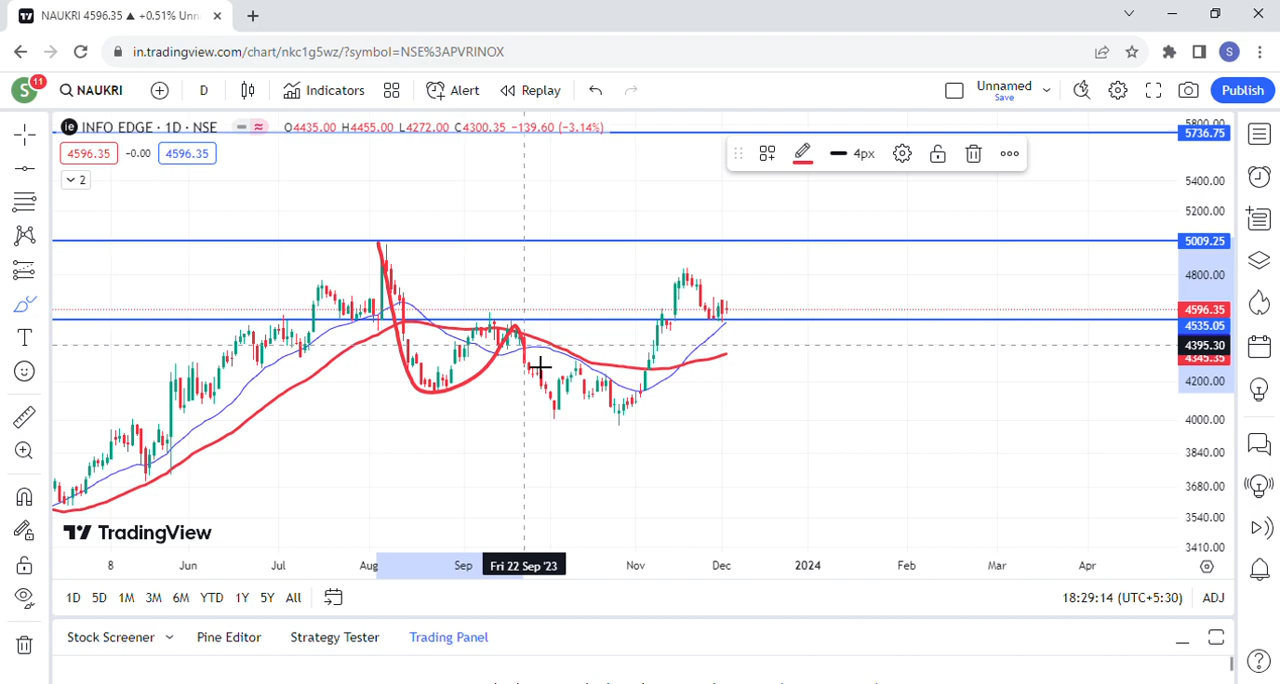 NAUKRI 4596.35 ▲ +0.51% Unn
in.tradingview.com/chart/nkc1g5wz/?symbol=NSE%3APVRINOX
S
S 11 NAUKRI D Indicators Alert Replay Unnamed Save Publish
ie INFO EDGE · 1D · NSE O4435.00 H4455.00 L4272.00 C4300.35 −139.60 (−3.14%)
4596.35 −0.00 4596.35
4px
2
5800.00
5736.75
5400.00
5200.00
5009.25
4800.00
4596.35
4535.05
4395.30
4345.35
4200.00
4000.00
3840.00
3680.00
3540.00
3410.00
TradingView
8 Jun Jul Aug Sep Fri 22 Sep '23 Nov Dec 2024 Feb Mar Apr
1D 5D 1M 3M 6M YTD 1Y 5Y All 18:29:14 (UTC+5:30) ADJ
Stock Screener Pine Editor Strategy Tester Trading Panel